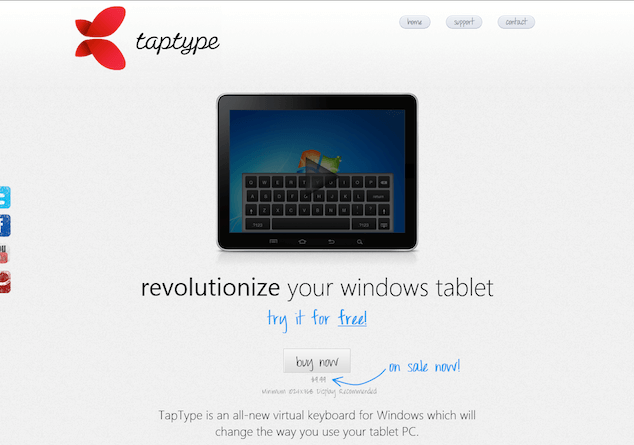 taptype
home
support
contact
revolutionize your windows tablet
try it for free!
buy now
on sale now!
TapType is an all-new virtual keyboard for Windows which will
change the way you use your tablet PC.